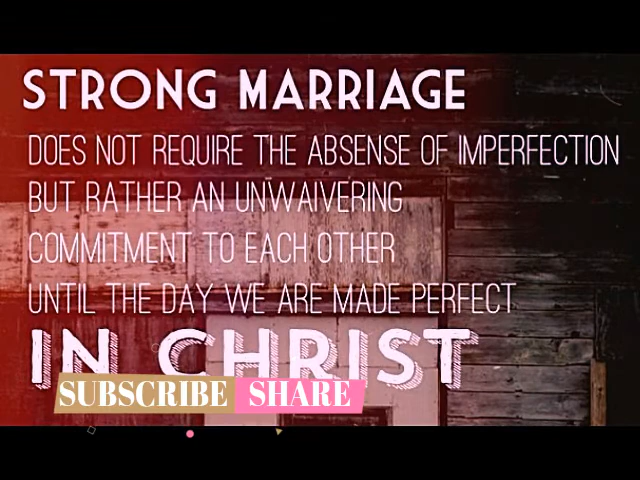 STRONG MARRIAGE
DOES NOT REQUIRE THE ABSENSE OF IMPERFECTION
BUT RATHER AN UNWAIVERING
COMMITMENT TO EACH OTHER
UNTIL THE DAY WE ARE MADE PERFECT
IN CHRIST
SUBSCRIBE SHARE